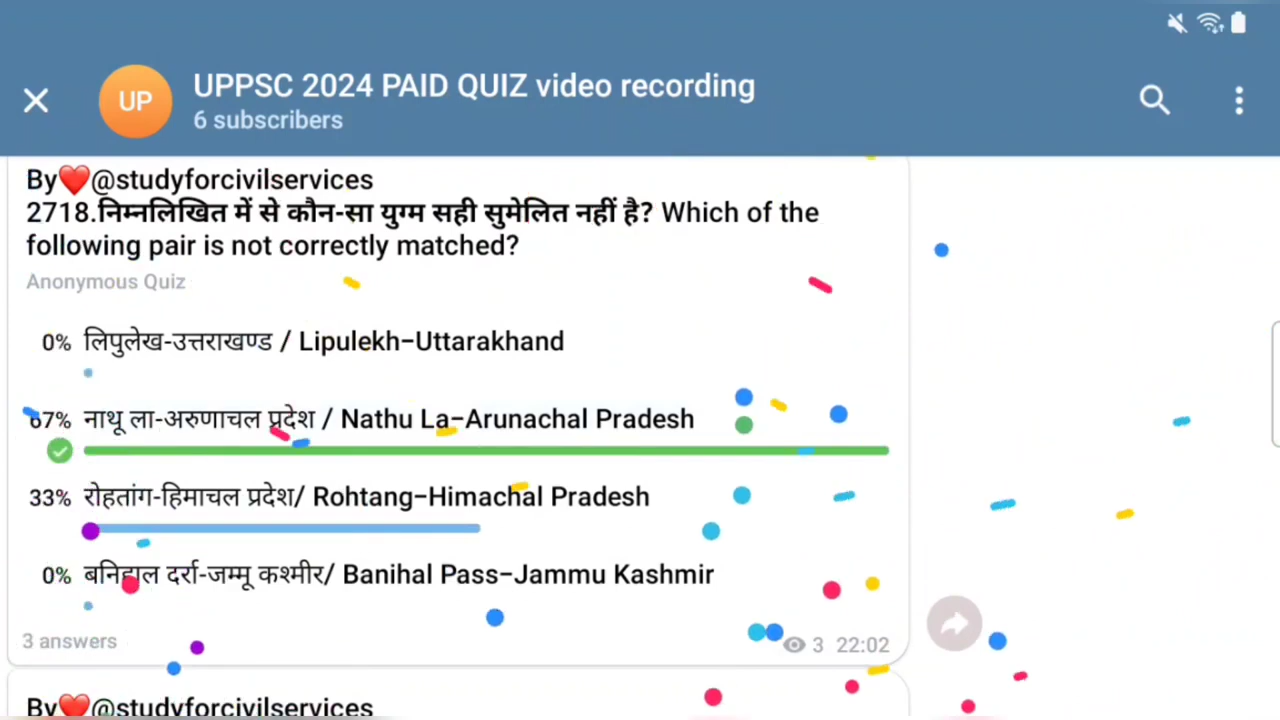 UP
UPPSC 2024 PAID QUIZ video recording
6 subscribers
By❤️@studyforcivilservices
2718.निम्नलिखित में से कौन-सा युग्म सही सुमेलित नहीं है? Which of the
following pair is not correctly matched?
Anonymous Quiz
0% लिपुलेख-उत्तराखण्ड / Lipulekh–Uttarakhand
67% नाथू ला-अरुणाचल प्रदेश / Nathu La–Arunachal Pradesh
33% रोहतांग-हिमाचल प्रदेश/ Rohtang–Himachal Pradesh
0% बनिहाल दर्रा-जम्मू कश्मीर/ Banihal Pass–Jammu Kashmir
3 answers
3 22:02
By❤️@studyforcivilservices